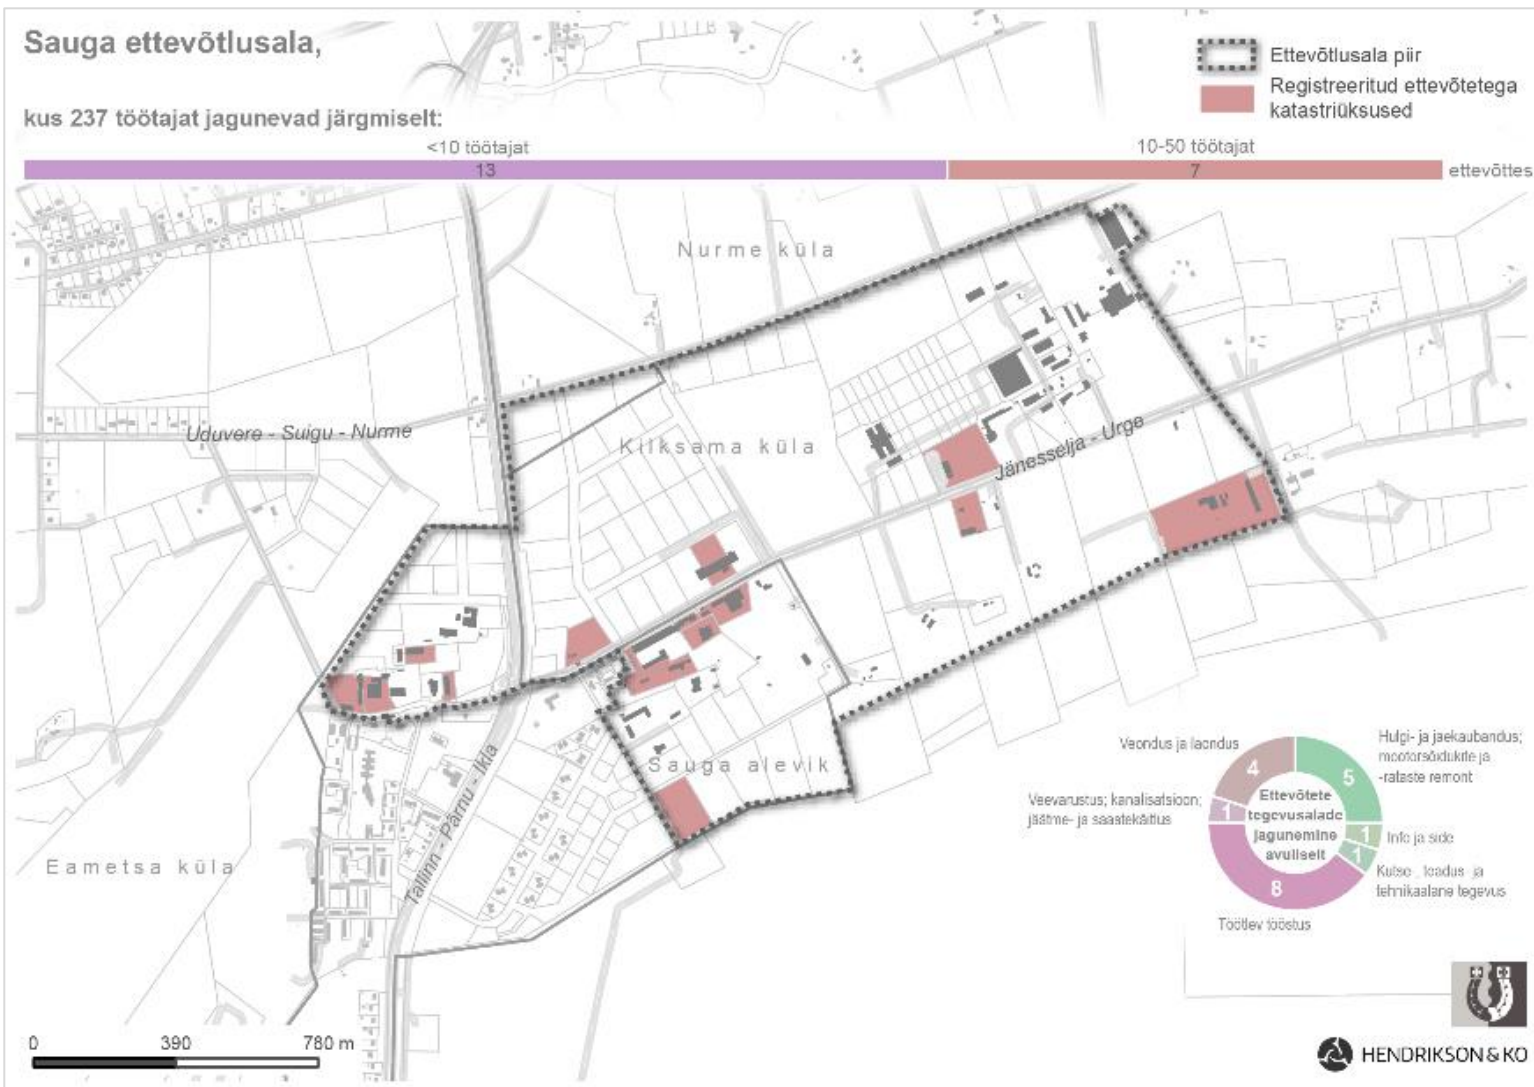 Sauga ettevõtlusala,
kus 237 töötajat jagunevad järgmiselt:
Ettevõtlusala piir
Registreeritud ettevõtetega
katastriüksused
<10 töötajat
10-50 töötajat
13
7
ettevõttes
Nurme küla
Uduvere - Suigu - Nurme
Kilksama küla
Jänesselja - Urge
Sauga alevik
Tallinn - Pärnu - Ikla
Eametsa küla
Veondus ja laondus
4
Hulgi- ja jaekaubandus;
mootorsõidukite ja
-rataste remont
5
Veevarustus; kanalisatsioon;
jäätme- ja saastekäitlus
1
Ettevõtete
tegevusalade
jagunemine
avuliselt
1
Info ja side
1
Kutse-, teadus- ja
tehnikaalane tegevus
8
Töötlev tööstus
0
390
780 m
HENDRIKSON & KO